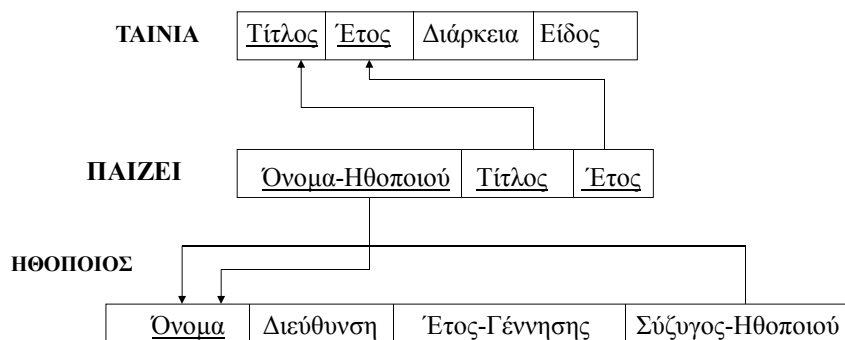 ΤΑΙΝΙΑ Τίτλος Έτος Διάρκεια Είδος
ΠΑΙΖΕΙ Όνομα-Ηθοποιού Τίτλος Έτος
ΗΘΟΠΟΙΟΣ
Όνομα Διεύθυνση Έτος-Γέννησης Σύζυγος-Ηθοποιού